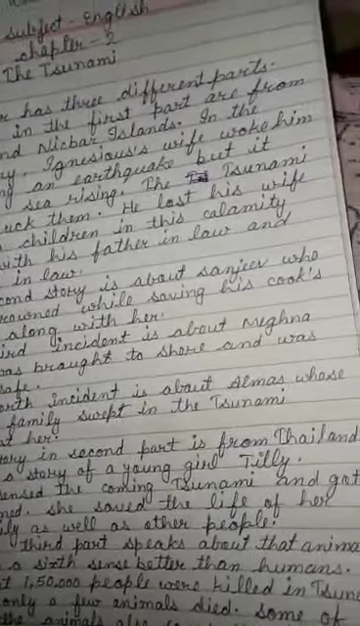 Subject - English
chapter - 2
The Tsunami
has three different parts.
in the first part are from
nd Nicbar Islands. In the
y. Ignesious's wife woke him
g an earthquake but it
sea rising. The Tsunami
uck them. He lost his wife
children in this calamity
with his father in law and
in law.
cond story is about sanjeev who
rowned while saving his cook's
along with her.
ird incident is about Meghna
as brought to shore and was
safe.
orth incident is about Almas whose
family swept in the Tsunami
t her.
tory in second part is from Thailand
a story of a young girl Tilly.
sensed the coming Tsunami and got
ned. she saved the life of her
ily as well as other people.
third part speaks about that anima
a sixth sense better than humans.
t 1,50,000 people were killed in Tsuna
only a few animals died. some of
the animals also